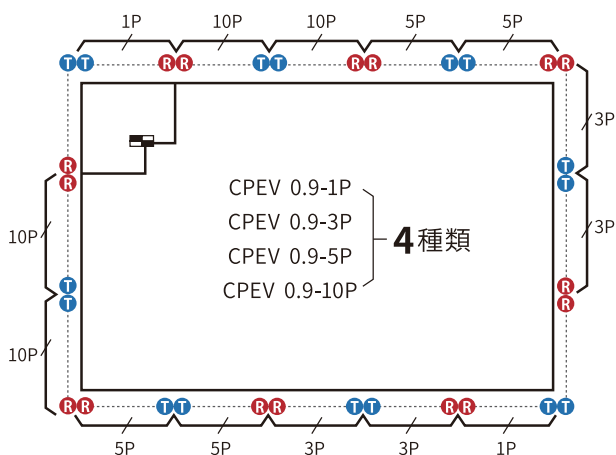 1P 10P 10P 5P 5P
T T R R T T R R T T R R
3P
R
R
T
T
CPEV 0.9-1P
CPEV 0.9-3P
4種類
CPEV 0.9-5P
CPEV 0.9-10P
10P
3P
T
T
R
R
10P
R R T T R R T T R R T T
5P 5P 3P 3P 1P